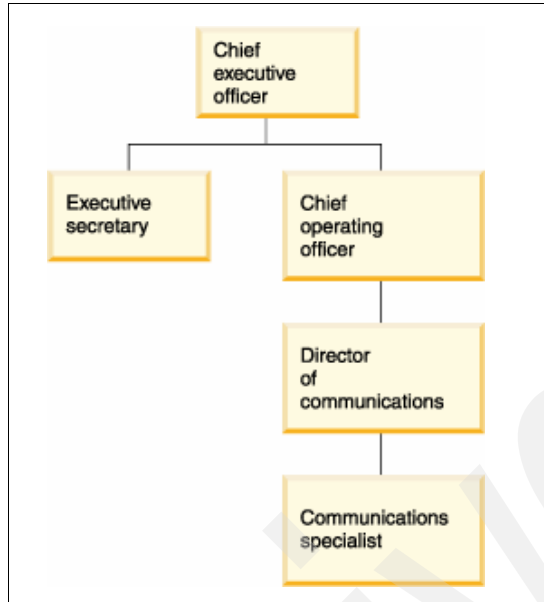 Chief
executive
officer
Executive
secretary
Chief
operating
officer
Director
of
communications
Communications
specialist